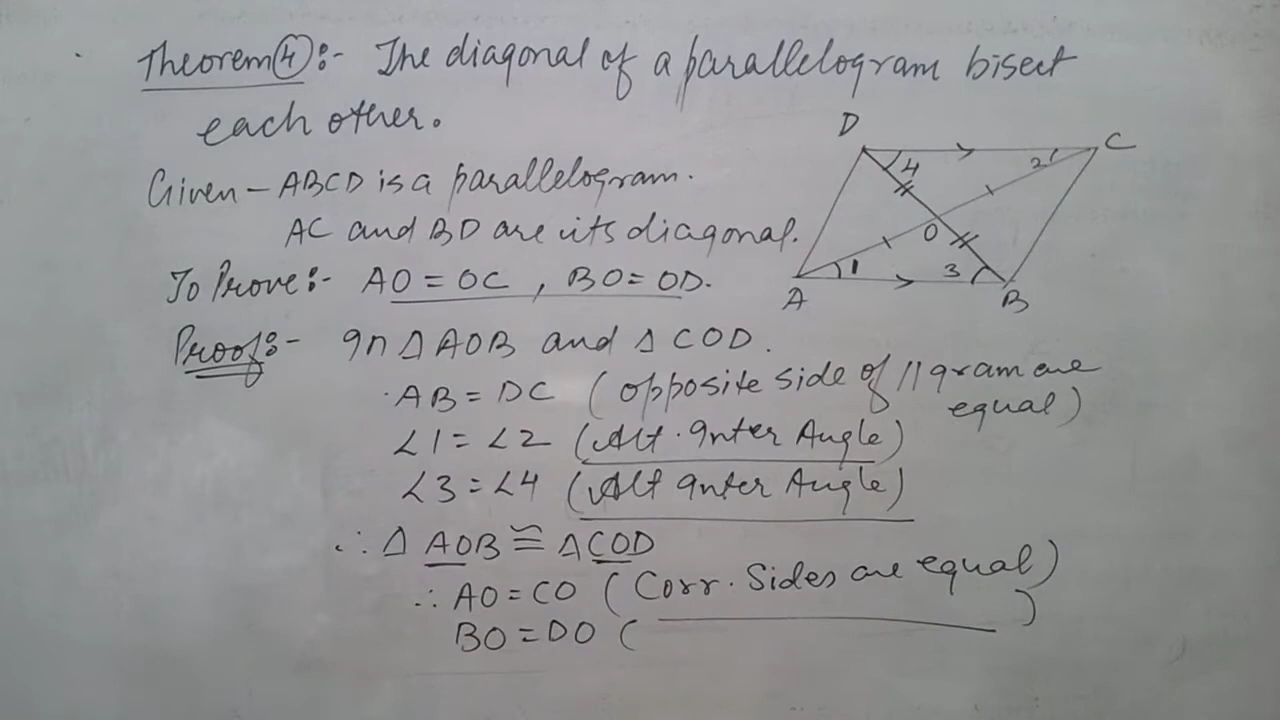 Theorem ④:- The diagonal of a parallelogram bisect
each other.
Given - ABCD is a parallelogram.
AC and BD are its diagonal.
To Prove:- AO = OC , BO = OD.
Proof:- In Δ AOB and Δ COD.
AB = DC (opposite side of ||gram are
equal)
∠1 = ∠2 (Alt. Inter Angle)
∠3 = ∠4 (Alt Inter Angle)
∴ Δ AOB ≅ Δ COD
∴ AO = CO (Corr. Sides are equal)
BO = DO ( )
D
C
4
2
O
1
3
A
B